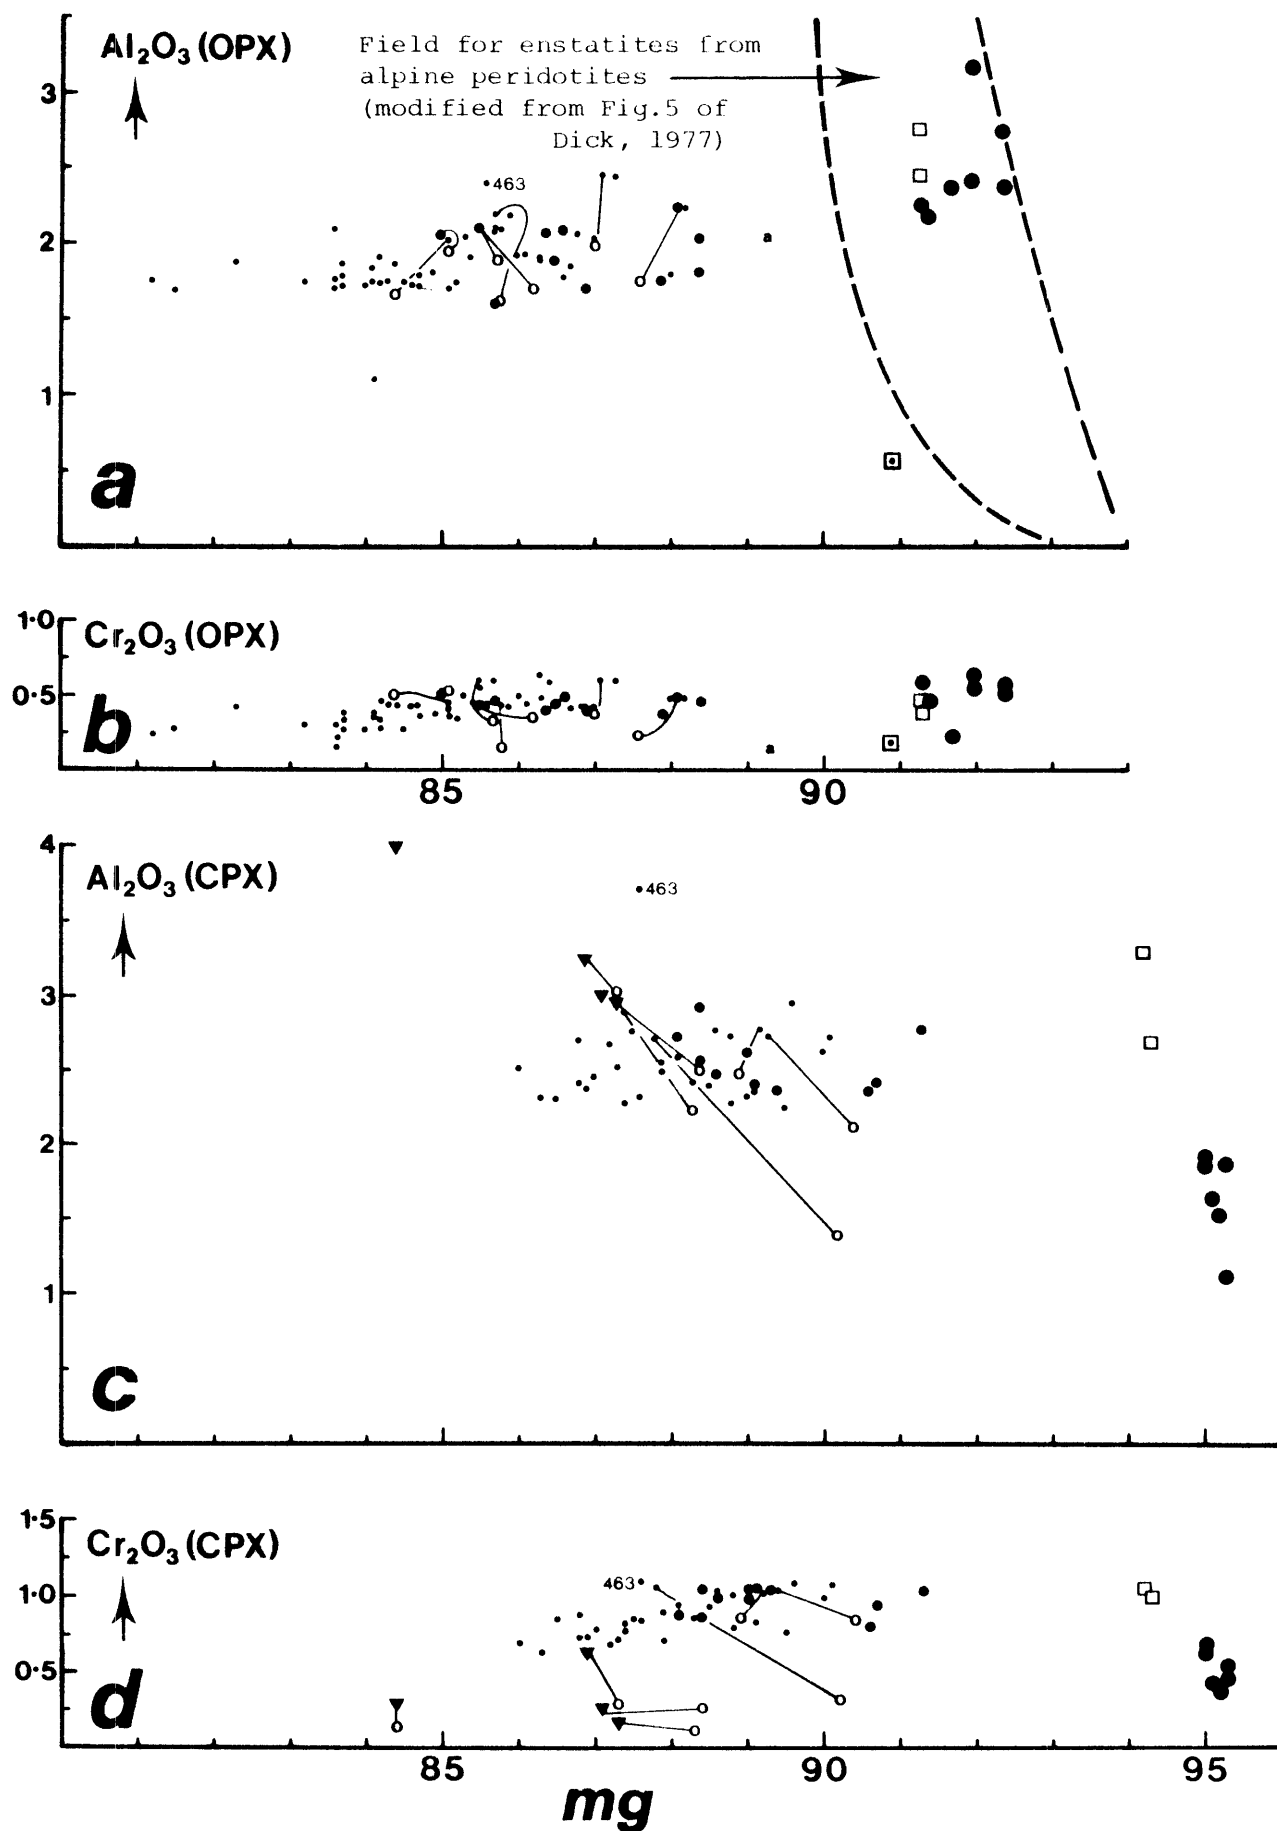 Al₂O₃ (OPX)
Field for enstatites from
alpine peridotites
(modified from Fig.5 of
Dick, 1977)
3
463
2
a
1
a
1·0
Cr₂O₃ (OPX)
0·5
b
a
85
90
4
Al₂O₃ (CPX)
463
3
2
1
c
1·5
Cr₂O₃ (CPX)
463
1·0
0·5
d
85
90
95
mg